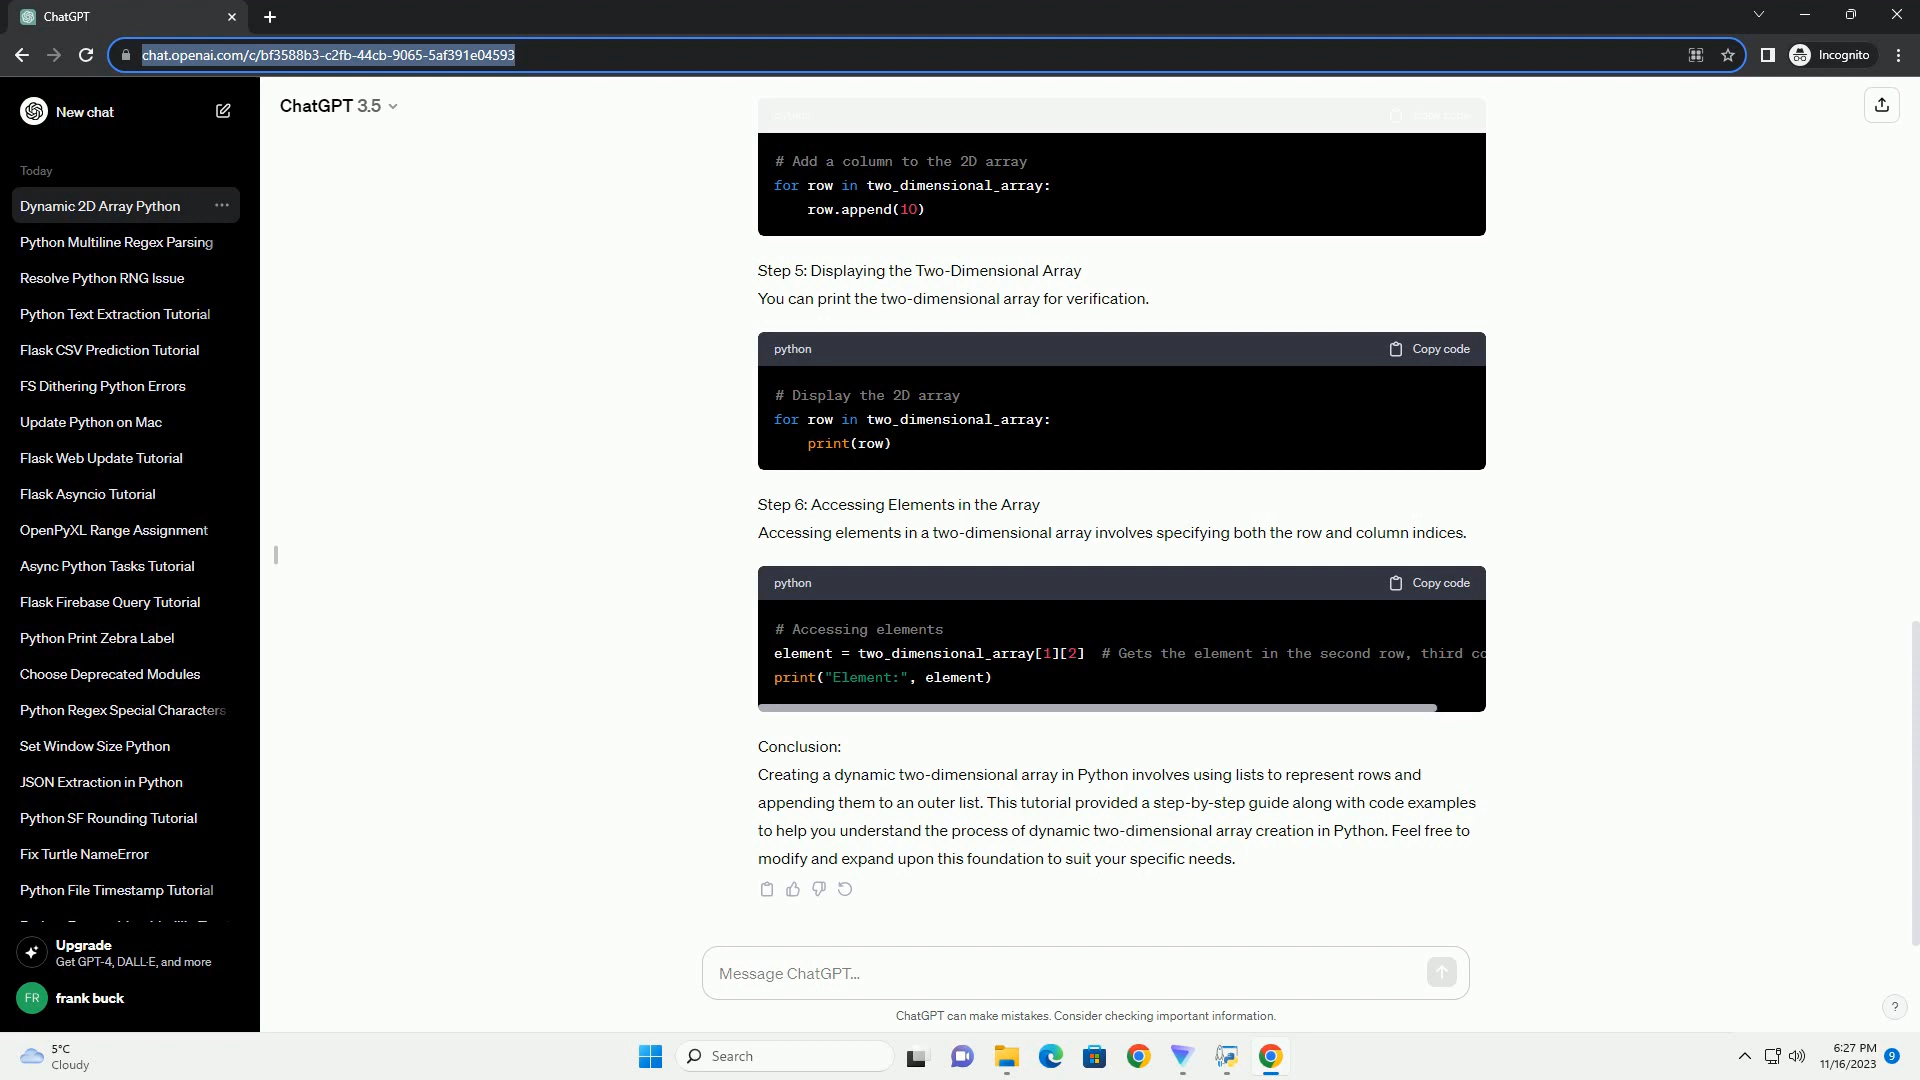 ChatGPT
chat.openai.com/c/bf3588b3-c2fb-44cb-9065-5af391e04593
Incognito
New chat
Today
Dynamic 2D Array Python
Python Multiline Regex Parsing
Resolve Python RNG Issue
Python Text Extraction Tutorial
Flask CSV Prediction Tutorial
FS Dithering Python Errors
Update Python on Mac
Flask Web Update Tutorial
Flask Asyncio Tutorial
OpenPyXL Range Assignment
Async Python Tasks Tutorial
Flask Firebase Query Tutorial
Python Print Zebra Label
Choose Deprecated Modules
Python Regex Special Characters
Set Window Size Python
JSON Extraction in Python
Python SF Rounding Tutorial
Fix Turtle NameError
Python File Timestamp Tutorial
Upgrade
Get GPT-4, DALL·E, and more
FR frank buck
ChatGPT 3.5
# Add a column to the 2D array
for row in two_dimensional_array:
row.append(10)
Step 5: Displaying the Two-Dimensional Array
You can print the two-dimensional array for verification.
python Copy code
# Display the 2D array
for row in two_dimensional_array:
print(row)
Step 6: Accessing Elements in the Array
Accessing elements in a two-dimensional array involves specifying both the row and column indices.
python Copy code
# Accessing elements
element = two_dimensional_array[1][2] # Gets the element in the second row, third co
print("Element:", element)
Conclusion:
Creating a dynamic two-dimensional array in Python involves using lists to represent rows and
appending them to an outer list. This tutorial provided a step-by-step guide along with code examples
to help you understand the process of dynamic two-dimensional array creation in Python. Feel free to
modify and expand upon this foundation to suit your specific needs.
Message ChatGPT...
ChatGPT can make mistakes. Consider checking important information.
?
5°C
Cloudy
Search
6:27 PM
11/16/2023
9